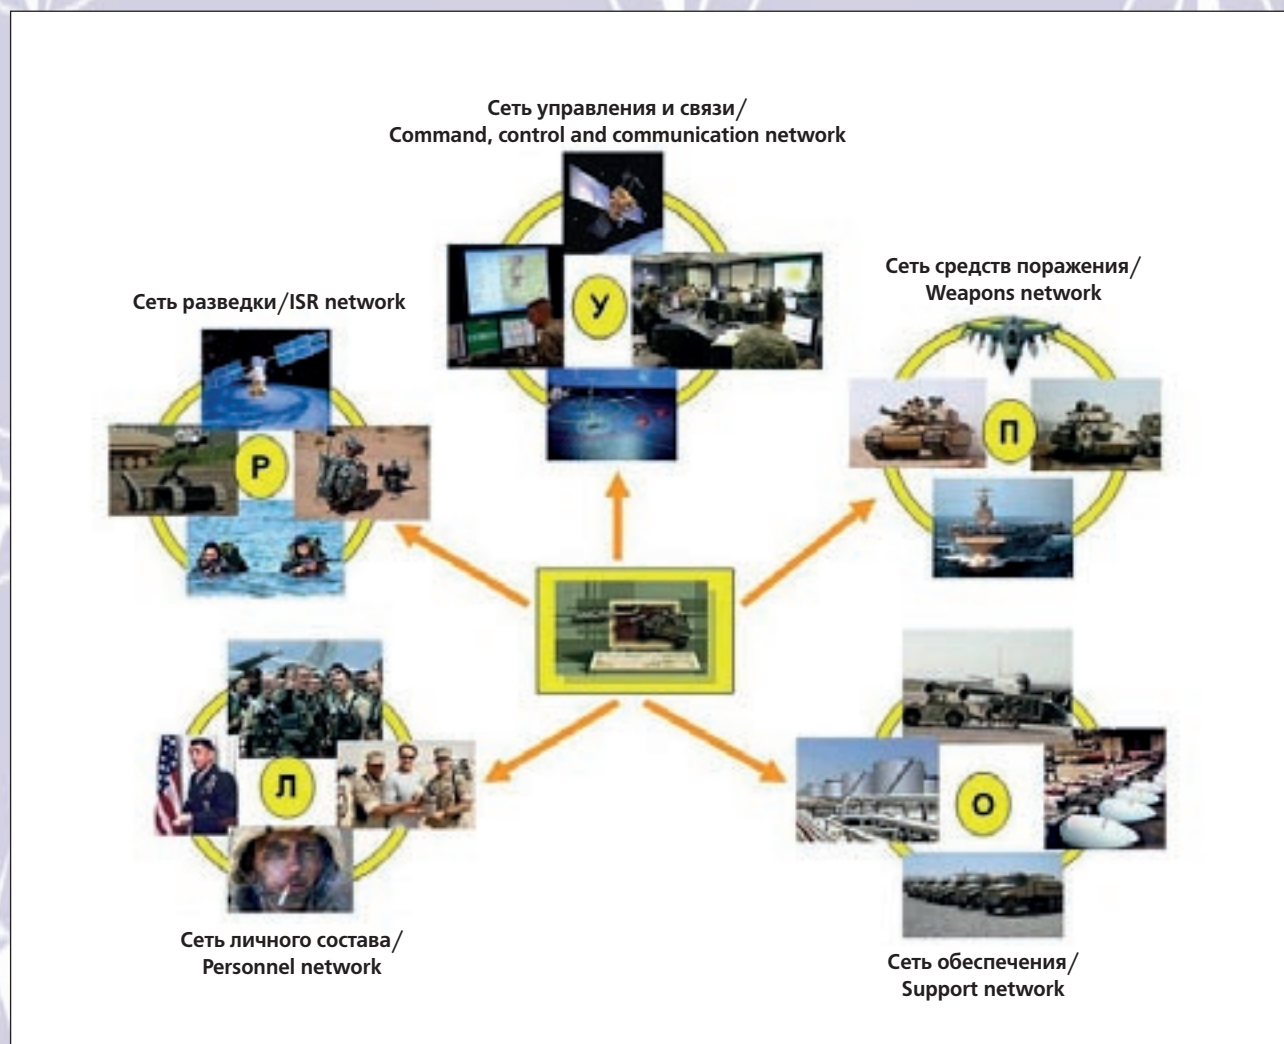 Сеть управления и связи/
Command, control and communication network
У
Сеть средств поражения/
Weapons network
П
Сеть разведки/ISR network
Р
Л
Сеть личного состава/
Personnel network
О
Сеть обеспечения/
Support network